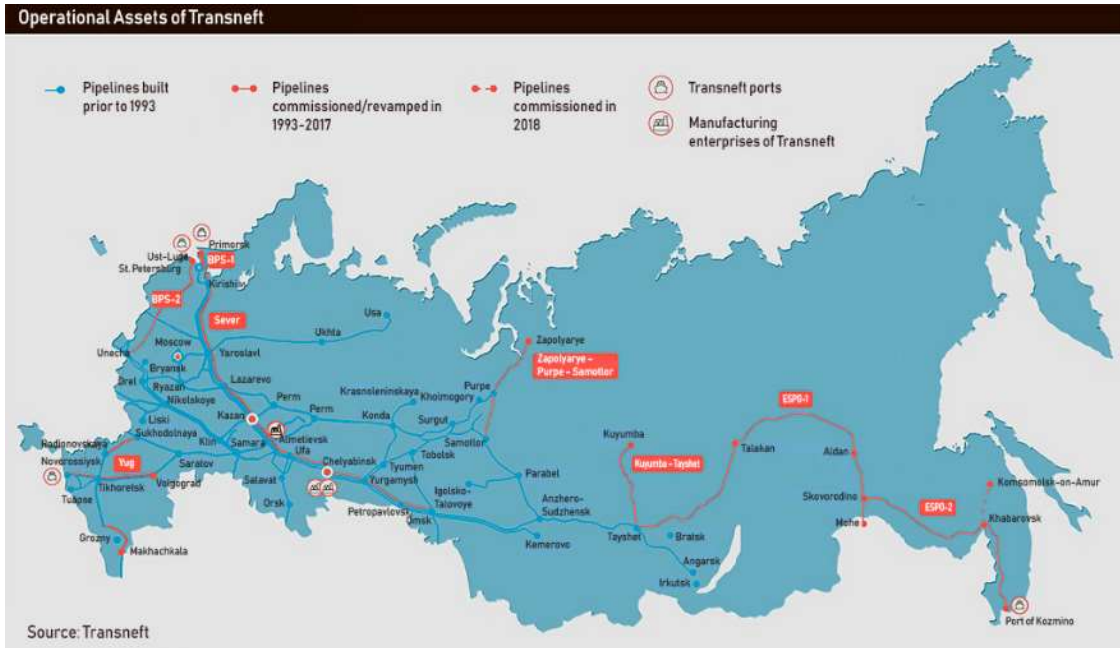 Operational Assets of Transneft
Pipelines built
prior to 1993
Pipelines
commissioned/revamped in
1993-2017
Pipelines
commissioned in
2018
Transneft ports
Manufacturing
enterprises of Transneft
Primorsk
Ust-Luga
St. Petersburg
BPS-1
Kirishi
BPS-2
Sever
Usa
Ukhta
Moscow
Unecha
Yaroslavl
Bryansk
Zapolyarye
Zapolyarye –
Purpe - Samotlor
Orel
Ryazan
Lazarevo
Nikolskoye
Krasnoleninskaya
Kholmogory
Purpe
Perm
Perm
Kazan
Konda
Surgut
Liski
Sukhodolnaya
Klin
Samara
Almetievsk
Samotlor
Kuyumba
ESPO-1
Talakan
Rodionovskaya
Ufa
Tobolsk
Kuyumba - Tayshet
Aldan
Novorossiysk
Yug
Saratov
Chelyabinsk
Tyumen
Parabel
Salavat
Yurgamysh
Tuapse
Tikhoretsk
Volgograd
Igolsko-
Talovoye
Anzhero-
Sudzhensk
Skovorodino
ESPO-2
Komsomolsk-on-Amur
Orsk
Petropavlovsk
Omsk
Mohe
Khabarovsk
Grozny
Makhachkala
Kemerovo
Tayshet
Bratsk
Angarsk
Irkutsk
Port of Kozmino
Source: Transneft